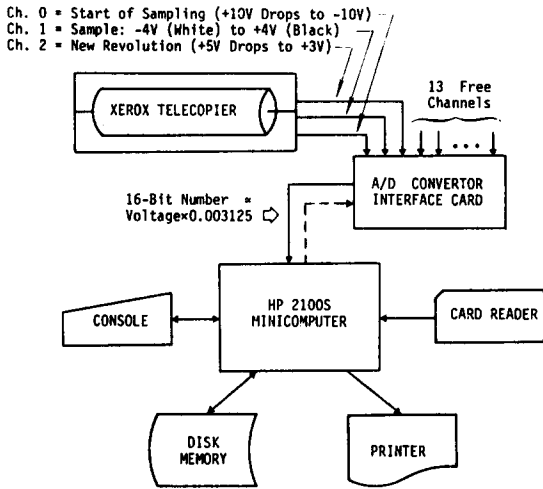 Ch. 0 = Start of Sampling (+10V Drops to -10V)
Ch. 1 = Sample: -4V (White) to +4V (Black)
Ch. 2 = New Revolution (+5V Drops to +3V)
XEROX TELECOPIER
13 Free
Channels
A/D CONVERTOR
INTERFACE CARD
16-Bit Number ∝
Voltage×0.003125
HP 2100S
MINICOMPUTER
CONSOLE
CARD READER
DISK
MEMORY
PRINTER